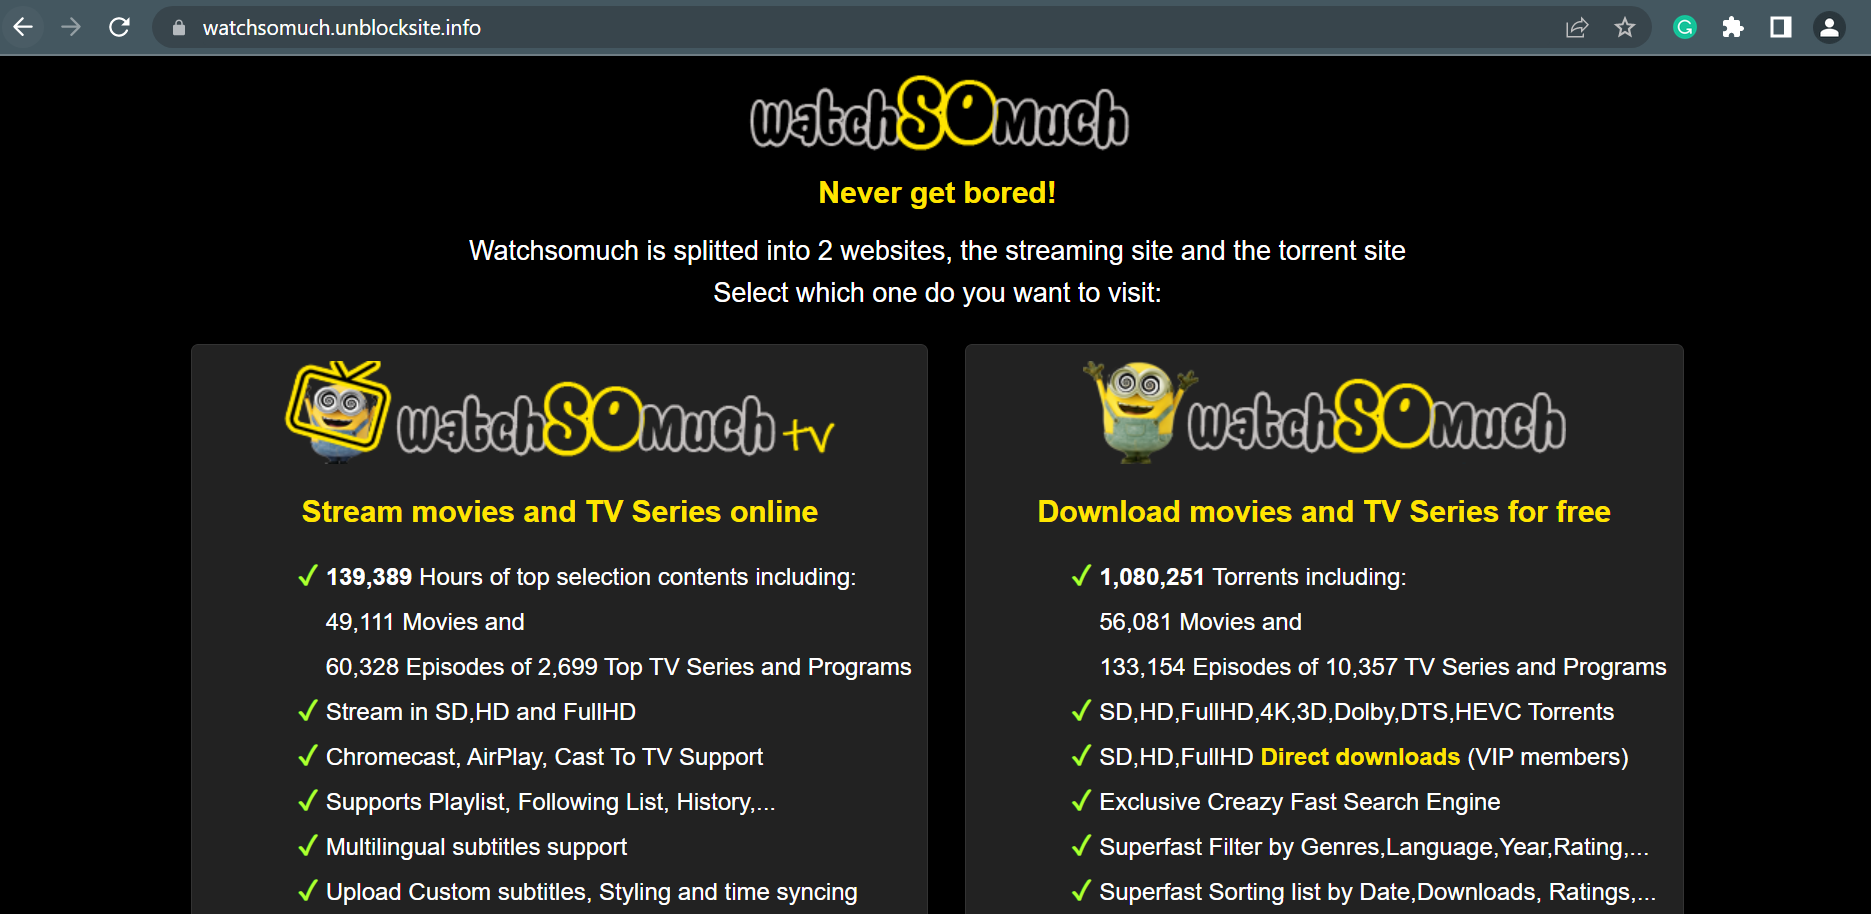 watchsomuch.unblocksite.info
watchSOMuch
Never get bored!
Watchsomuch is splitted into 2 websites, the streaming site and the torrent site
Select which one do you want to visit:
watchSOMuch tv
Stream movies and TV Series online
139,389 Hours of top selection contents including:
49,111 Movies and
60,328 Episodes of 2,699 Top TV Series and Programs
Stream in SD,HD and FullHD
Chromecast, AirPlay, Cast To TV Support
Supports Playlist, Following List, History,...
Multilingual subtitles support
Upload Custom subtitles, Styling and time syncing
watchSOMuch
Download movies and TV Series for free
1,080,251 Torrents including:
56,081 Movies and
133,154 Episodes of 10,357 TV Series and Programs
SD,HD,FullHD,4K,3D,Dolby,DTS,HEVC Torrents
SD,HD,FullHD Direct downloads (VIP members)
Exclusive Creazy Fast Search Engine
Superfast Filter by Genres,Language,Year,Rating,...
Superfast Sorting list by Date,Downloads, Ratings,...